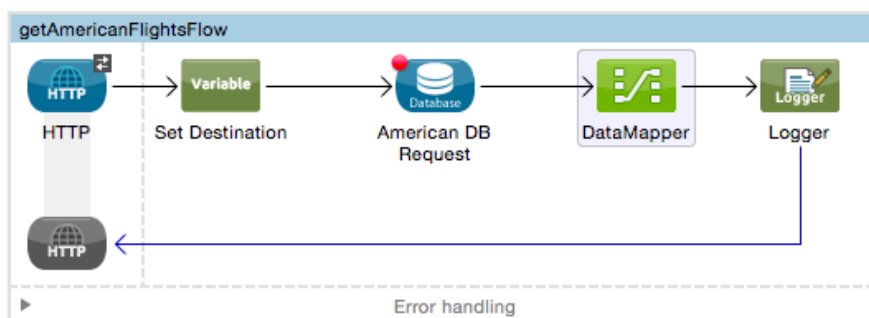 getAmericanFlightsFlow
HTTP
Variable
Database
Logger
HTTP
Set Destination
American DB
Request
DataMapper
Logger
HTTP
Error handling